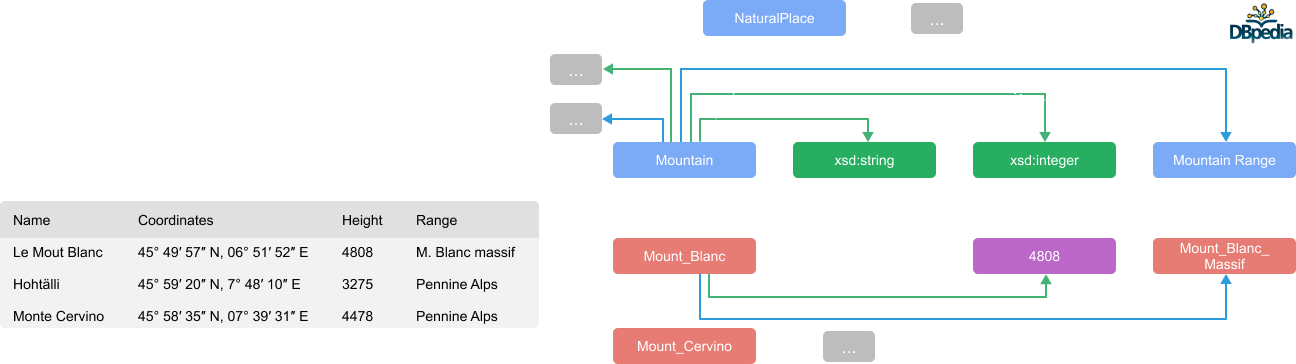 NaturalPlace
...
DBpedia
...
...
Mountain
xsd:string
xsd:integer
Mountain Range
Name Coordinates Height Range
Le Mout Blanc 45° 49′ 57″ N, 06° 51′ 52″ E 4808 M. Blanc massif
Hohtälli 45° 59′ 20″ N, 7° 48′ 10″ E 3275 Pennine Alps
Monte Cervino 45° 58′ 35″ N, 07° 39′ 31″ E 4478 Pennine Alps
Mount_Blanc
4808
Mount_Blanc_
Massif
Mount_Cervino
...